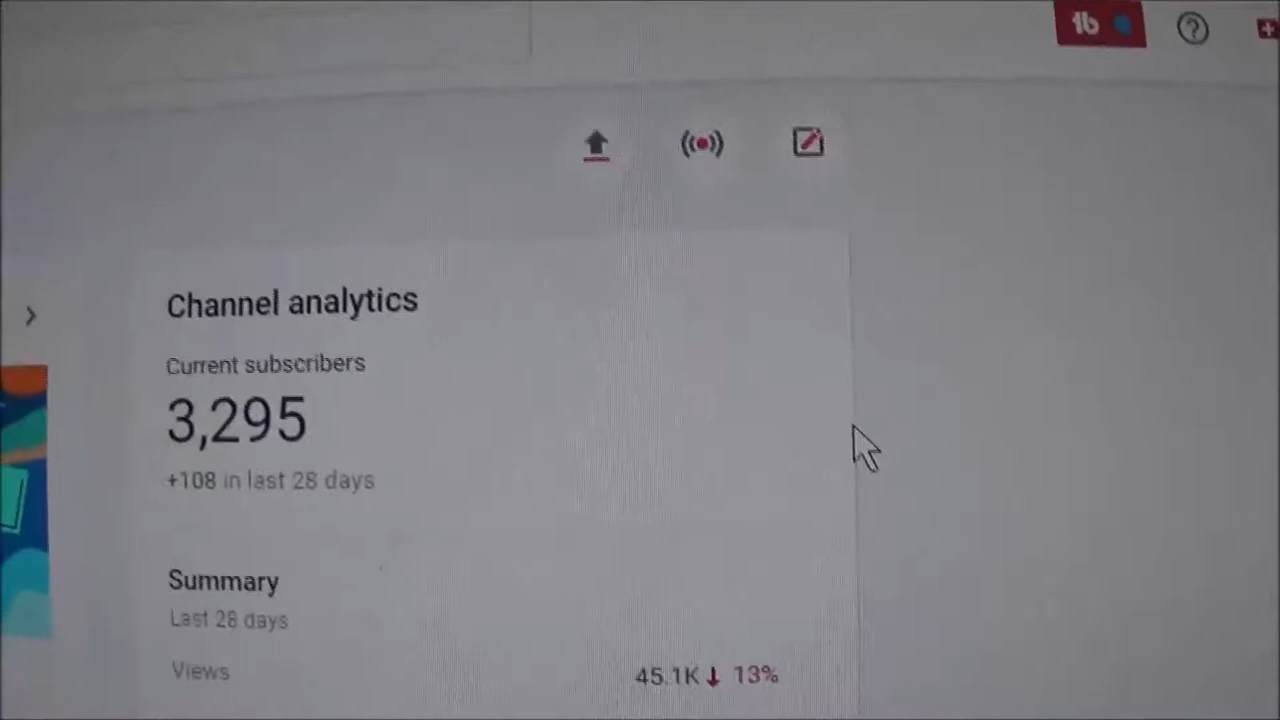 tb
Channel analytics
Current subscribers
3,295
+108 in last 28 days
Summary
Last 28 days
Views
45.1K 13%